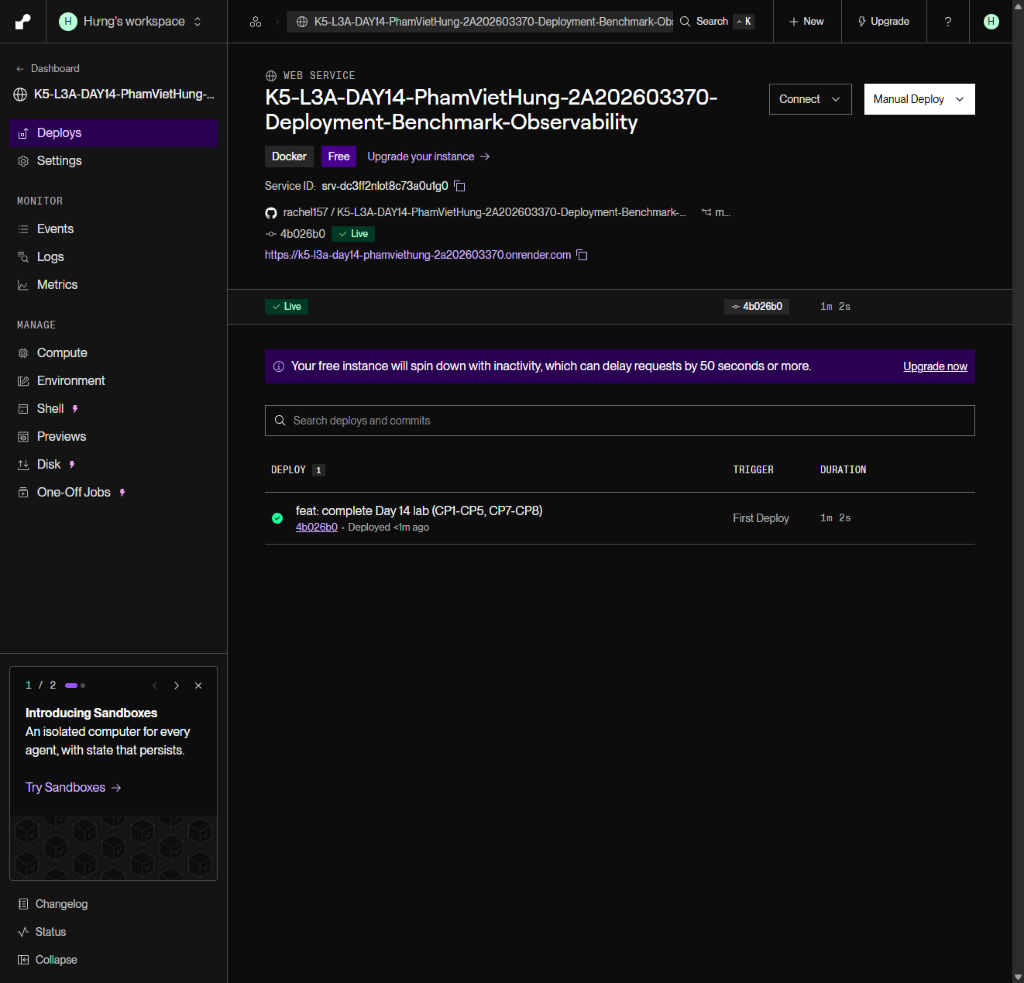 H Hưng's workspace
K5-L3A-DAY14-PhamVietHung-2A202603370-Deployment-Benchmark-Obs
Search ^ K
+ New
Upgrade
?
H
← Dashboard
K5-L3A-DAY14-PhamVietHung-...
Deploys
Settings
MONITOR
Events
Logs
Metrics
MANAGE
Compute
Environment
Shell
Previews
Disk
One-Off Jobs
1 / 2
Introducing Sandboxes
An isolated computer for every
agent, with state that persists.
Try Sandboxes →
Changelog
Status
Collapse
WEB SERVICE
K5-L3A-DAY14-PhamVietHung-2A202603370-
Deployment-Benchmark-Observability
Connect
Manual Deploy
Docker Free Upgrade your instance →
Service ID: srv-dc3ff2nlot8c73a0u1g0
rachel157 / K5-L3A-DAY14-PhamVietHung-2A202603370-Deployment-Benchmark-... m...
4b026b0 ✓ Live
https://k5-l3a-day14-phamviethung-2a202603370.onrender.com
✓ Live 4b026b0 1m 2s
Your free instance will spin down with inactivity, which can delay requests by 50 seconds or more. Upgrade now
Search deploys and commits
DEPLOY 1 TRIGGER DURATION
feat: complete Day 14 lab (CP1-CP5, CP7-CP8)
4b026b0 • Deployed <1m ago
First Deploy 1m 2s